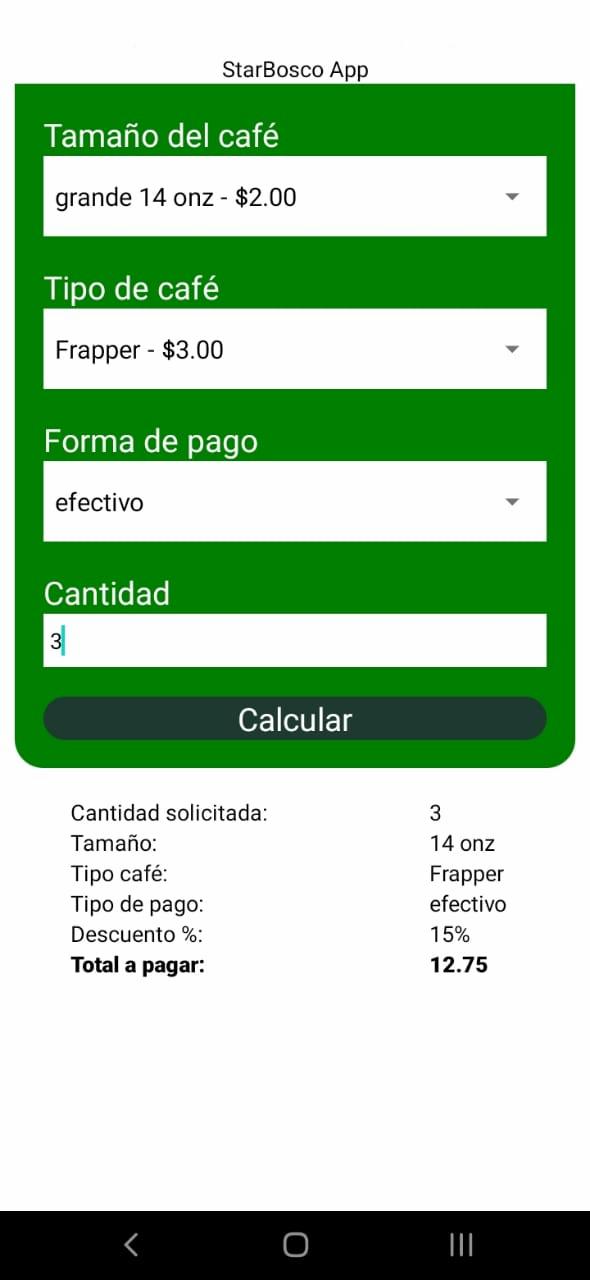 StarBosco App
Tamaño del café
grande 14 onz - $2.00
Tipo de café
Frapper - $3.00
Forma de pago
efectivo
Cantidad
3
Calcular
Cantidad solicitada: 3
Tamaño: 14 onz
Tipo café: Frapper
Tipo de pago: efectivo
Descuento %: 15%
Total a pagar: 12.75